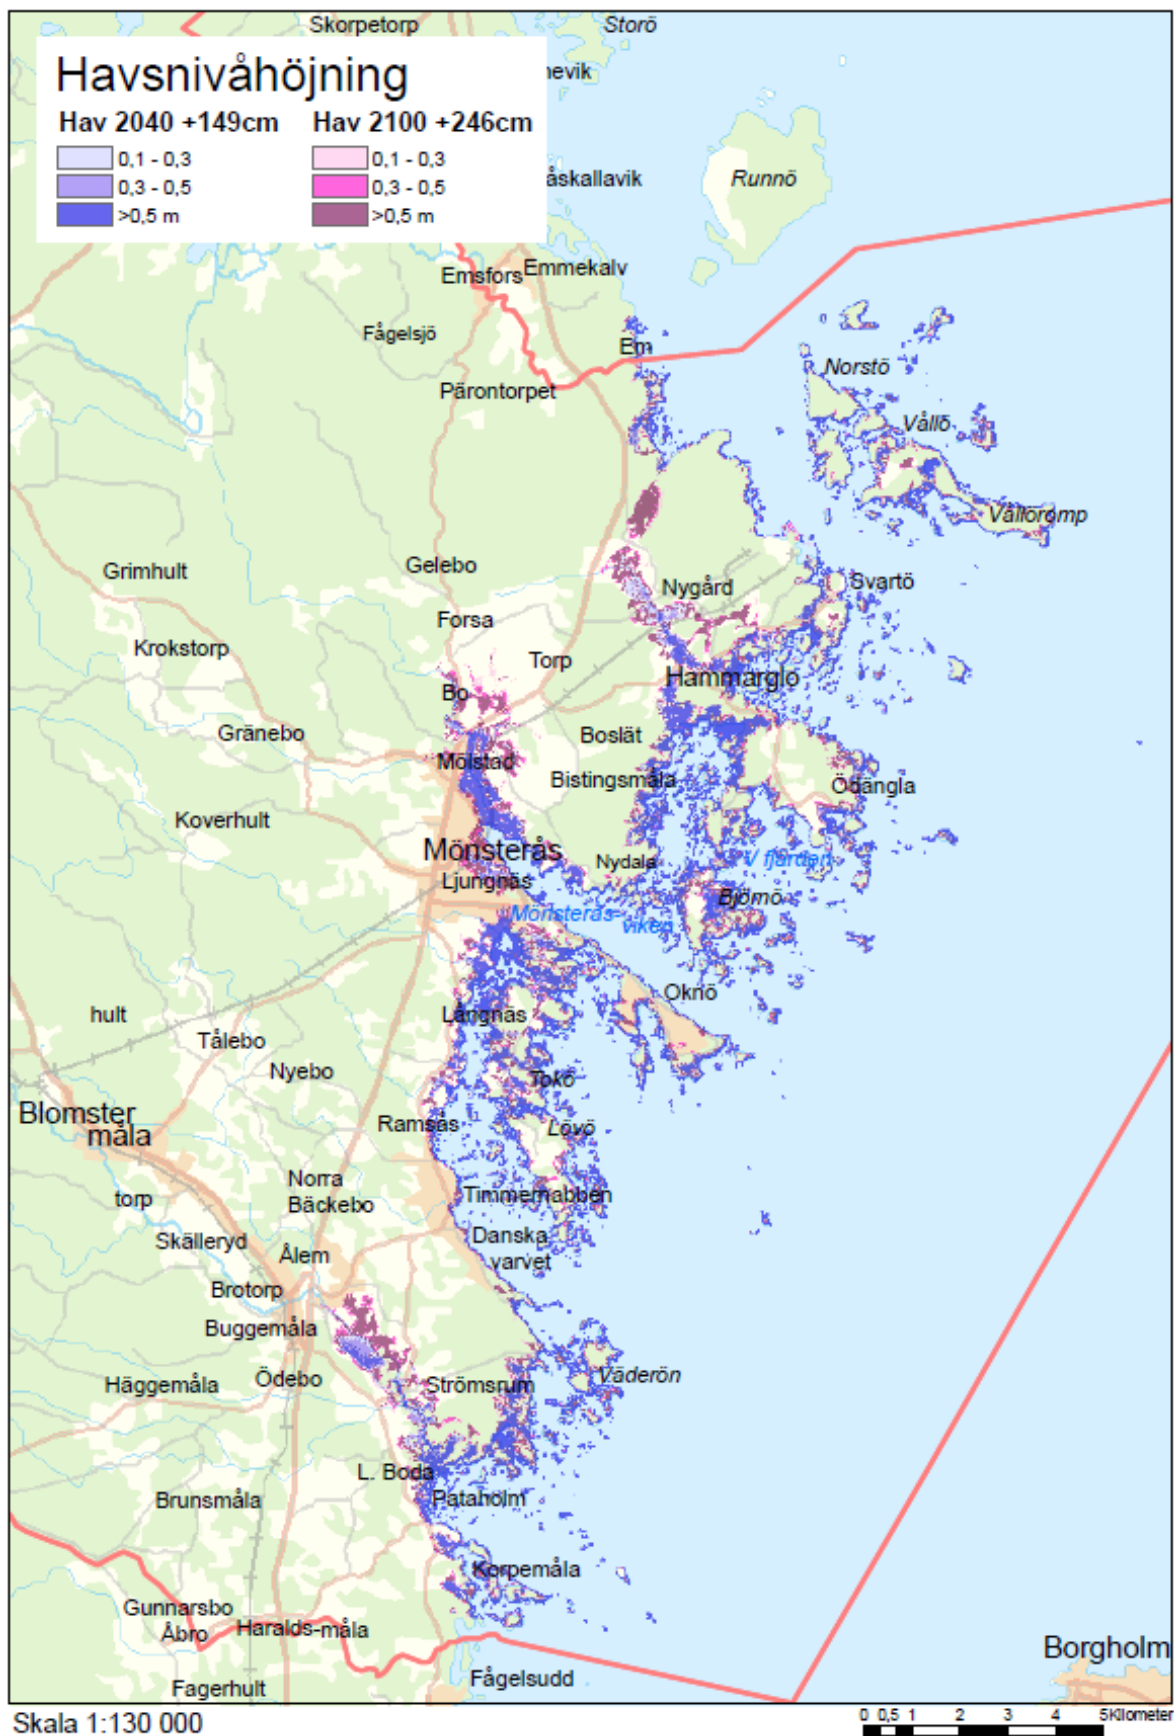 Skorpetorp
Storö
Havsnivåhöjning
nevik
Hav 2040 +149cm Hav 2100 +246cm
0,1 - 0,3 0,1 - 0,3
0,3 - 0,5 0,3 - 0,5
>0,5 m >0,5 m
åskallavik
Runnö
Emsfors
Emmekalv
Fågelsjö
Em
Norstö
Pärontorpet
Vållö
Vållöromp
Grimhult
Gelebo
Nygård
Svartö
Forsa
Krokstorp
Torp
Hammarglo
Bo
Gränebo
Boslät
Mölstad
Bistingsmåla
Ödängla
Koverhult
Mönsterås
Nydala
V fjärden
Ljungnäs
Björnö
Mönsterås-
viken
Oknö
hult
Långnäs
Tålebo
Nyebo
Tokö
Blomster
måla
Ramsås
Lövö
Norra
Bäckebo
torp
Timmernabben
Skälleryd
Ålem
Danska
varvet
Brotorp
Buggemåla
Häggemåla
Ödebo
Strömsrum
Väderön
L. Boda
Brunsmåla
Pataholm
Korpemåla
Gunnarsbo
Åbro
Haralds-måla
Borgholm
Fagerhult
Fågelsudd
Skala 1:130 000
0 0,5 1 2 3 4 5Kilometer